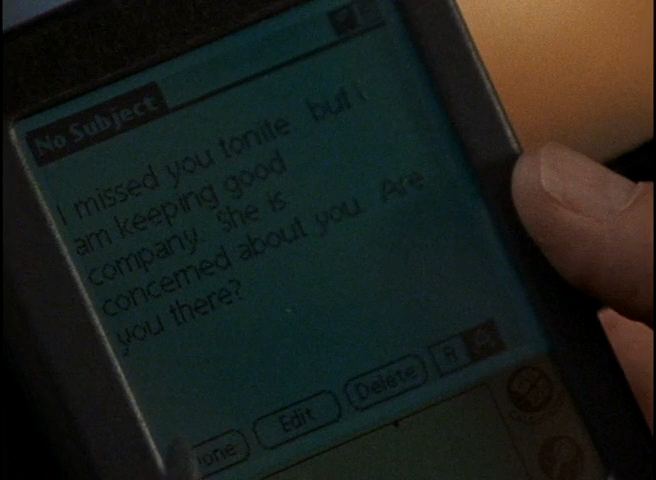 No Subject
I missed you tonite but i
am keeping good
company. She is
concerned about you Are
you there?
Edit Delete R